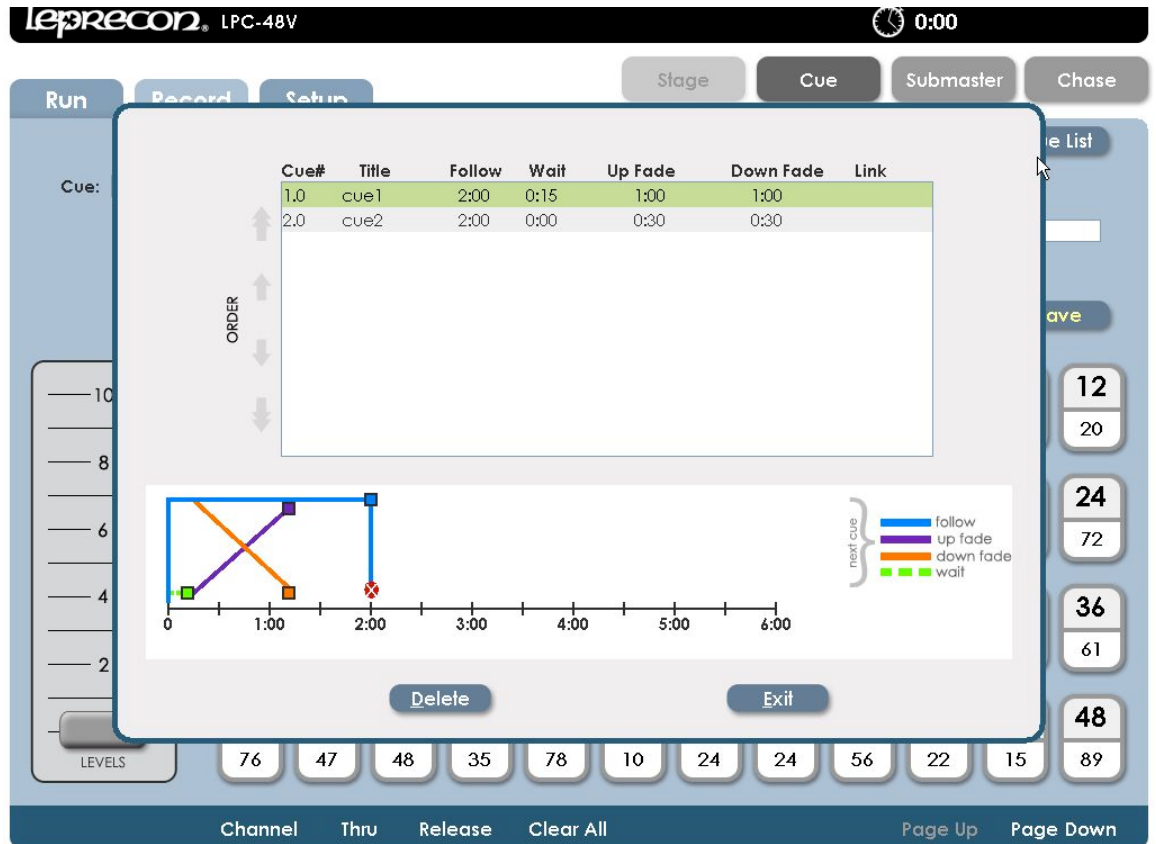 Leprecon. LPC-48V 0:00
Run Record Setup Stage Cue Submaster Chase
e List
Cue# Title Follow Wait Up Fade Down Fade Link
Cue:
1.0 cue1 2:00 0:15 1:00 1:00
2.0 cue2 2:00 0:00 0:30 0:30
ORDER
ave
10
8
6
4
2
LEVELS
12
20
24
72
36
61
48
89
next cue
follow
up fade
down fade
wait
0 1:00 2:00 3:00 4:00 5:00 6:00
Delete Exit
76 47 48 35 78 10 24 24 56 22 15
Channel Thru Release Clear All Page Up Page Down